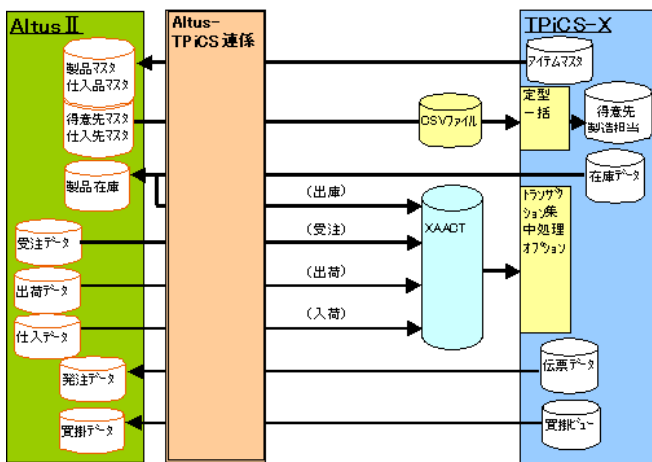 AltusⅡ
Altus-
TPiCS連係
TPiCS-X
製品マスタ
仕入品マスタ
アイテムマスタ
得意先マスタ
仕入先マスタ
CSVファイル
定型
一括
得意先
製造担当
製品在庫
在庫データ
(出庫)
(受注)
(出荷)
(入荷)
XAACT
トランザク
ション集
中処理
オプション
受注データ
出荷データ
仕入データ
発注データ
伝票データ
買掛データ
買掛ビュー